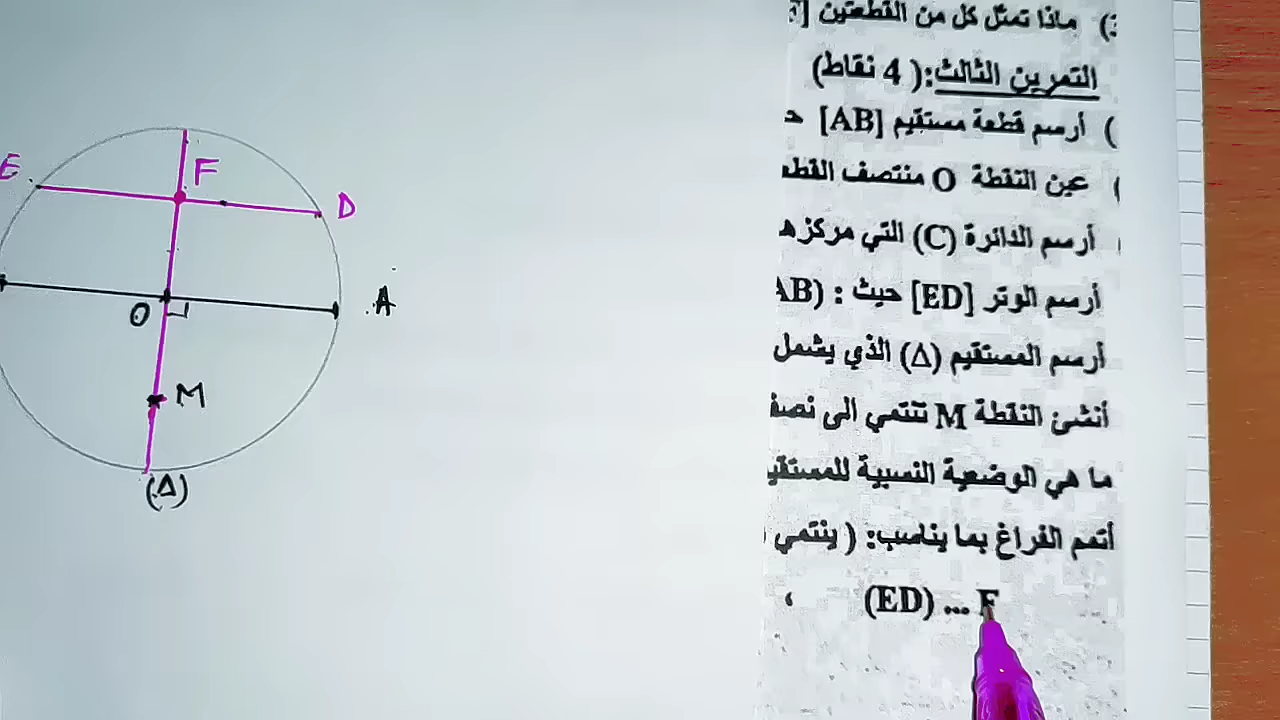 ماذا تمثل كل من القطعتين ]
التمرين الثالث:( 4 نقاط)
) أرسم قطعة مستقيم [AB]
) عين النقطة O منتصف القطع
أرسم الدائرة (C) التي مركزه
أرسم الوتر [ED] حيث : (AB
أرسم المستقيم (Δ) الذي يشمل
أنشئ النقطة M تنتمي الى نصف
ما هي الوضعية النسبية للمستقي
أتمم الفراغ بما يناسب: ( ينتمي
F ... (ED) ،
E
F
D
A
O
M
(Δ)